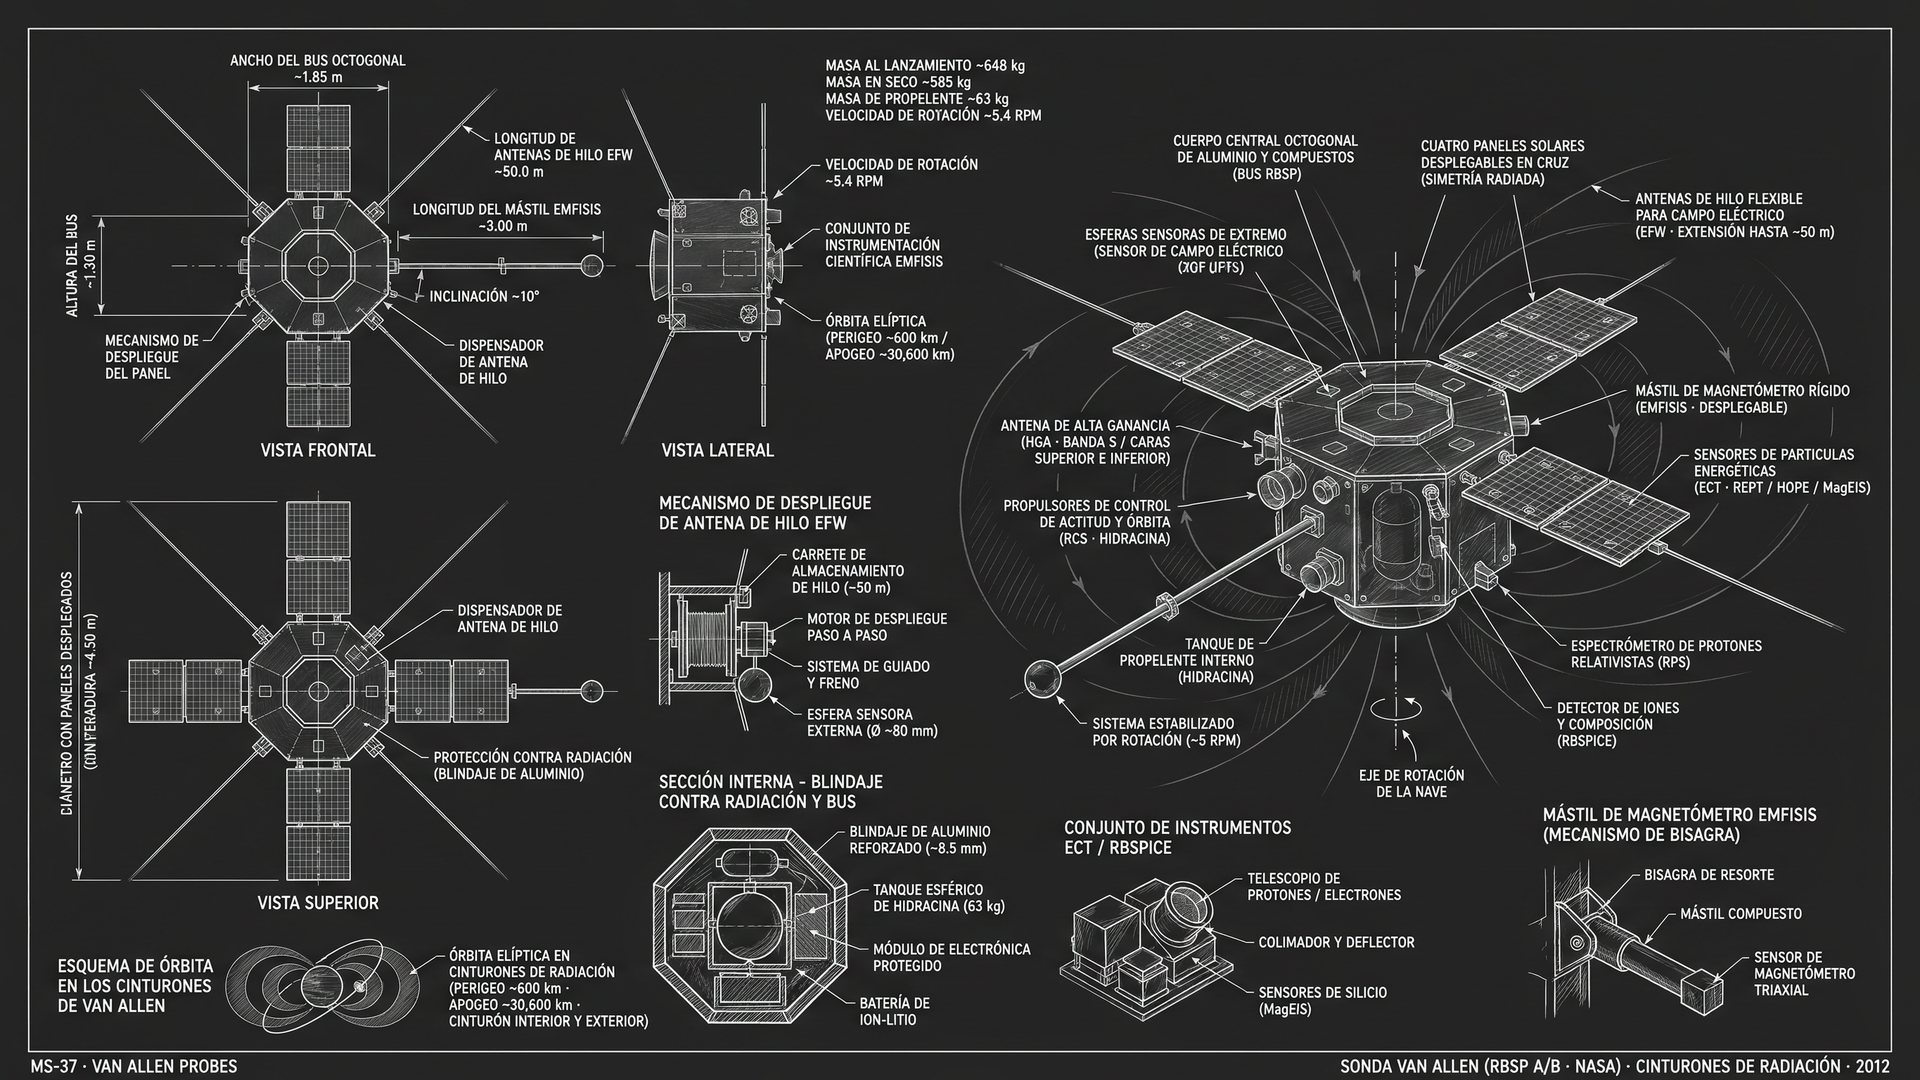 ANCHO DEL BUS OCTOGONAL
~1.85 m
LONGITUD DE
ANTENAS DE HILO EFW
~50.0 m
LONGITUD DEL MÁSTIL EMFISIS
~3.00 m
ALTURA DEL BUS
~1.30 m
INCLINACIÓN ~10°
MECANISMO DE
DESPLIEGUE
DEL PANEL
DISPENSADOR
DE ANTENA
DE HILO
VISTA FRONTAL
MASA AL LANZAMIENTO ~648 kg
MASA EN SECO ~585 kg
MASA DE PROPELENTE ~63 kg
VELOCIDAD DE ROTACIÓN ~5.4 RPM
VELOCIDAD DE ROTACIÓN
~5.4 RPM
CONJUNTO DE
INSTRUMENTACIÓN
CIENTÍFICA EMFISIS
ÓRBITA ELÍPTICA
(PERIGEO ~600 km /
APOGEO ~30,600 km)
VISTA LATERAL
CUERPO CENTRAL OCTOGONAL
DE ALUMINIO Y COMPUESTOS
(BUS RBSP)
CUATRO PANELES SOLARES
DESPLEGABLES EN CRUZ
(SIMETRÍA RADIADA)
ANTENAS DE HILO FLEXIBLE
PARA CAMPO ELÉCTRICO
(EFW · EXTENSIÓN HASTA ~50 m)
ESFERAS SENSORAS DE EXTREMO
(SENSOR DE CAMPO ELÉCTRICO
MÁSTIL DE MAGNETÓMETRO RÍGIDO
(EMFISIS · DESPLEGABLE)
ANTENA DE ALTA GANANCIA
(HGA · BANDA S / CARAS
SUPERIOR E INFERIOR)
SENSORES DE PARTICULAS
ENERGÉTICAS
(ECT · REPT / HOPE / MagEIS)
PROPULSORES DE CONTROL
DE ACTITUD Y ÓRBITA
(RCS · HIDRACINA)
TANQUE DE
PROPELENTE INTERNO
(HIDRACINA)
ESPECTRÓMETRO DE PROTONES
RELATIVISTAS (RPS)
SISTEMA ESTABILIZADO
POR ROTACIÓN (~5 RPM)
DETECTOR DE IONES
Y COMPOSICIÓN
(RBSPICE)
EJE DE ROTACIÓN
DE LA NAVE
DIÁNETRO CON PANELES DESPLEGADOS
~4.50 m)
DISPENSADOR DE
ANTENA DE HILO
PROTECCIÓN CONTRA RADIACIÓN
(BLINDAJE DE ALUMINIO)
VISTA SUPERIOR
MECANISMO DE DESPLIEGUE
DE ANTENA DE HILO EFW
CARRETE DE
ALMACENAMIENTO
DE HILO (~50 m)
MOTOR DE DESPLIEGUE
PASO A PASO
SISTEMA DE GUIADO
Y FRENO
ESFERA SENSORA
EXTERNA (Ø ~80 mm)
SECCIÓN INTERNA - BLINDAJE
CONTRA RADIACIÓN Y BUS
BLINDAJE DE ALUMINIO
REFORZADO (~8.5 mm)
TANQUE ESFÉRICO
DE HIDRACINA (63 kg)
MÓDULO DE ELECTRÓNICA
PROTEGIDO
BATERÍA DE
ION-LITIO
CONJUNTO DE INSTRUMENTOS
ECT / RBSPICE
TELESCOPIO DE
PROTONES / ELECTRONES
COLIMADOR Y DEFLECTOR
SENSORES DE SILICIO
(MagEIS)
MÁSTIL DE MAGNETÓMETRO EMFISIS
(MECANISMO DE BISAGRA)
BISAGRA DE RESORTE
MÁSTIL COMPUESTO
SENSOR DE
MAGNETÓMETRO
TRIAXIAL
ESQUEMA DE ÓRBITA
EN LOS CINTURONES
DE VAN ALLEN
ÓRBITA ELÍPTICA EN
CINTURONES DE RADIACIÓN
(PERIGEO ~600 km ·
APOGEO ~30,600 km ·
CINTURÓN INTERIOR Y EXTERIOR)
MS-37 · VAN ALLEN PROBES
SONDA VAN ALLEN (RBSP A/B · NASA) · CINTURONES DE RADIACIÓN · 2012